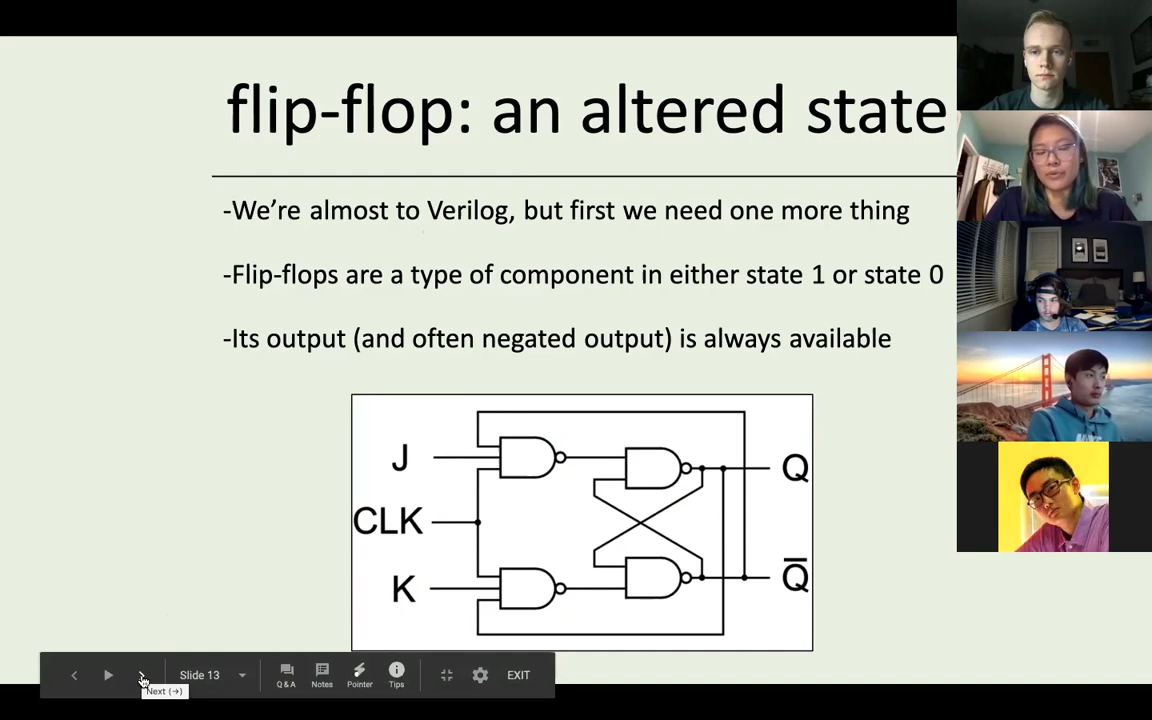 flip-flop: an altered state
-We're almost to Verilog, but first we need one more thing
-Flip-flops are a type of component in either state 1 or state 0
-Its output (and often negated output) is always available
J
Q
CLK
K
Q̅
Slide 13
Q & A
Notes
Pointer
Tips
EXIT
Next (→)